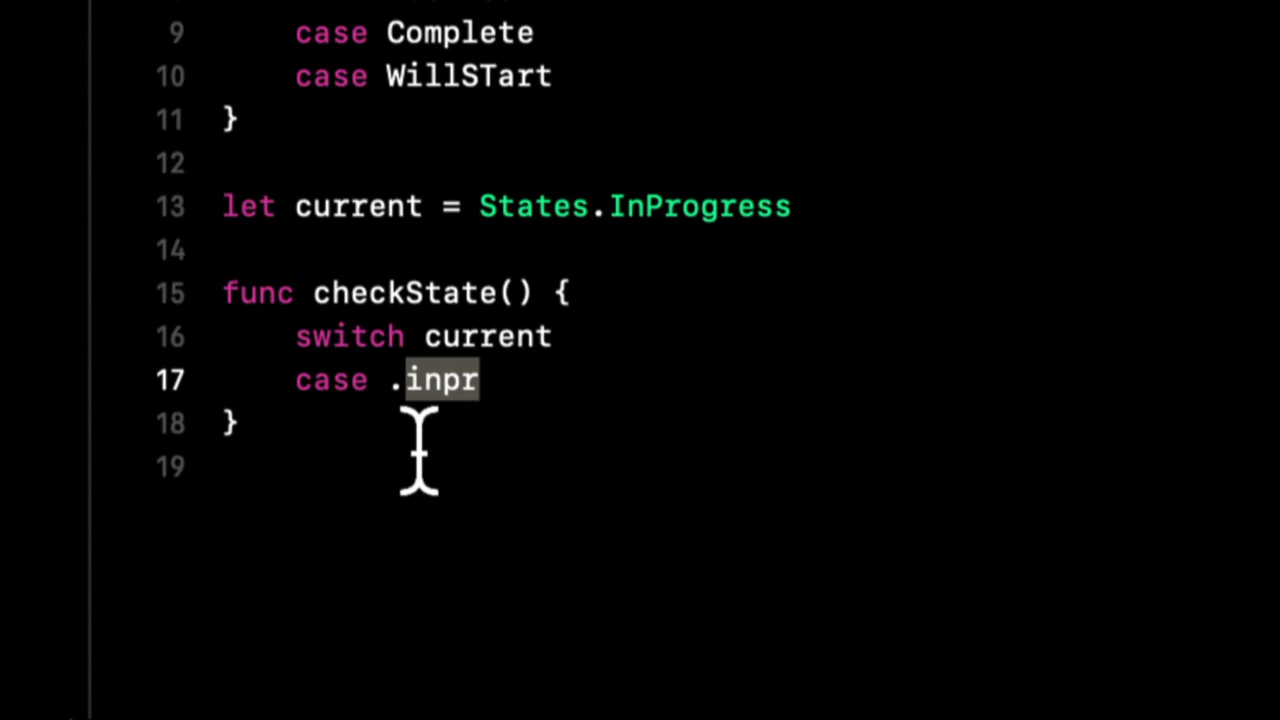 9 case Complete
10 case WillSTart
11 }
12
13 let current = States.InProgress
14
15 func checkState() {
16 switch current
17 case .inpr
18 }
19